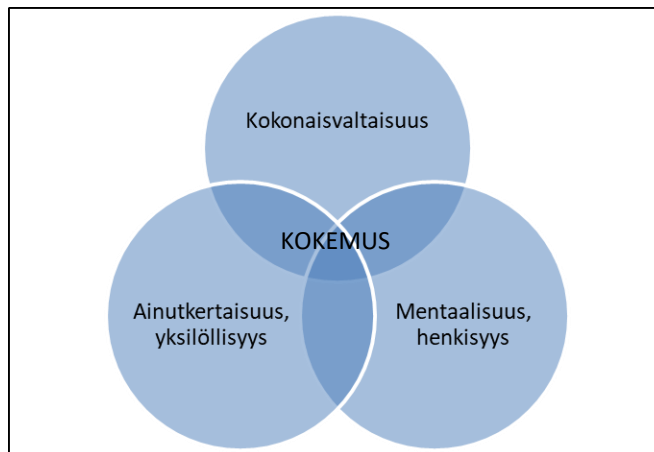 Kokonaisvaltaisuus
KOKEMUS
Ainutkertaisuus,
yksilöllisyys
Mentaalisuus,
henkisyys